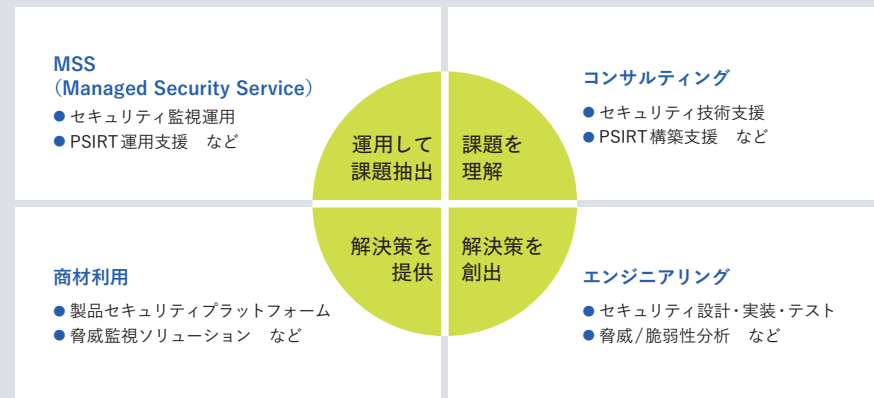 MSS
（Managed Security Service）
● セキュリティ監視運用
● PSIRT運用支援　など
運用して
課題抽出
課題を
理解
コンサルティング
● セキュリティ技術支援
● PSIRT構築支援　など
商材利用
● 製品セキュリティプラットフォーム
● 脅威監視ソリューション　など
解決策を
提供
解決策を
創出
エンジニアリング
● セキュリティ設計・実装・テスト
● 脅威/脆弱性分析　など